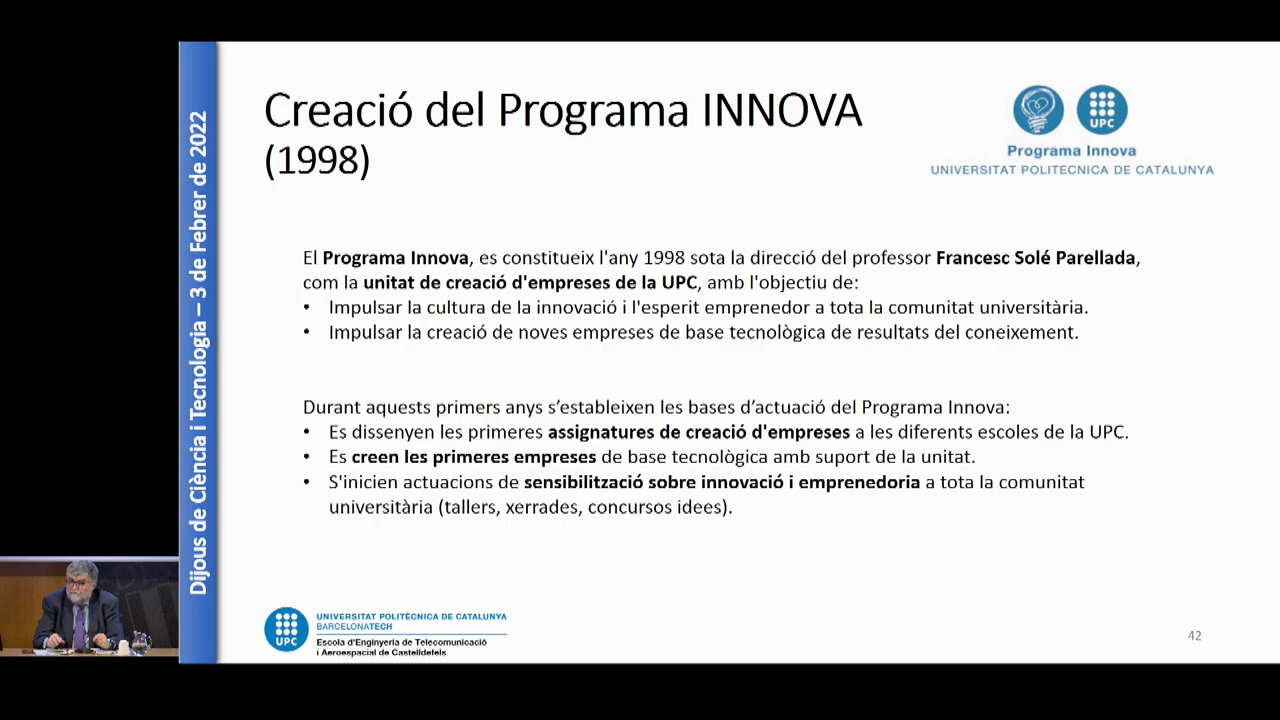 Dijous de Ciència i Tecnologia – 3 de Febrer de 2022
Creació del Programa INNOVA
(1998)
UPC
Programa Innova
UNIVERSITAT POLITECNICA DE CATALUNYA
El Programa Innova, es constitueix l'any 1998 sota la direcció del professor Francesc Solé Parellada,
com la unitat de creació d'empreses de la UPC, amb l'objectiu de:
• Impulsar la cultura de la innovació i l'esperit emprenedor a tota la comunitat universitària.
• Impulsar la creació de noves empreses de base tecnològica de resultats del coneixement.
Durant aquests primers anys s’estableixen les bases d’actuació del Programa Innova:
• Es dissenyen les primeres assignatures de creació d'empreses a les diferents escoles de la UPC.
• Es creen les primeres empreses de base tecnològica amb suport de la unitat.
• S'inicien actuacions de sensibilització sobre innovació i emprenedoria a tota la comunitat
universitària (tallers, xerrades, concursos idees).
UPC
UNIVERSITAT POLITÈCNICA DE CATALUNYA
BARCELONATECH
Escola d'Enginyeria de Telecomunicació
i Aeroespacial de Castelldefels
42